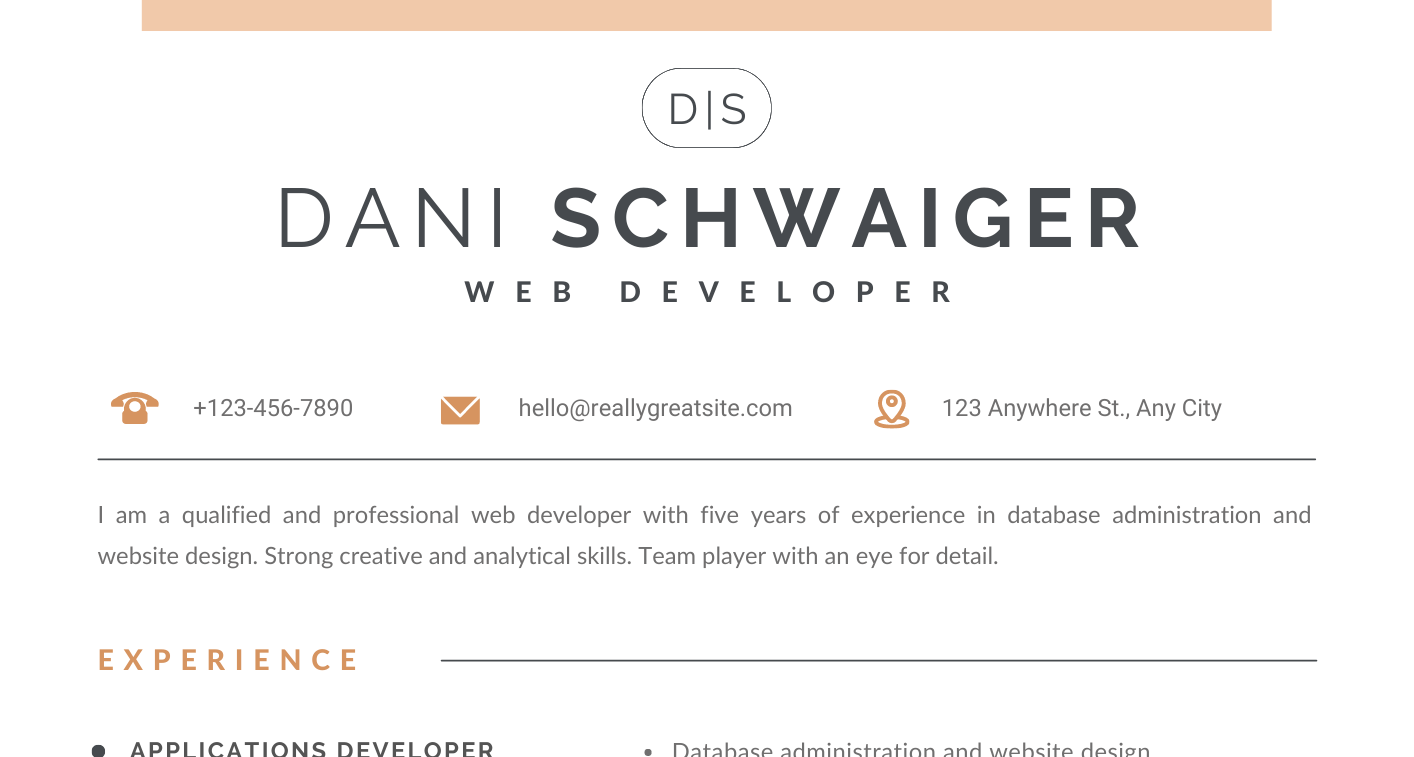 D|S
DANI SCHWAIGER
WEB DEVELOPER
+123-456-7890 hello@reallygreatsite.com 123 Anywhere St., Any City
I am a qualified and professional web developer with five years of experience in database administration and
website design. Strong creative and analytical skills. Team player with an eye for detail.
EXPERIENCE
APPLICATIONS DEVELOPER • Database administration and website design